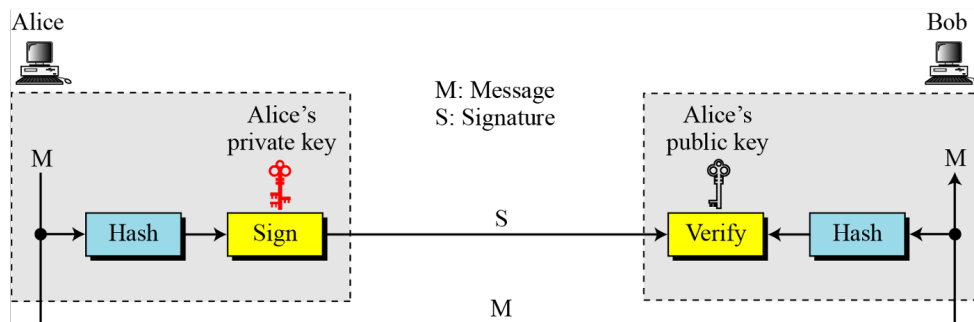 Alice
Bob
M: Message
S: Signature
Alice’s
private key
Alice’s
public key
M
M
Hash
Sign
S
Verify
Hash
M